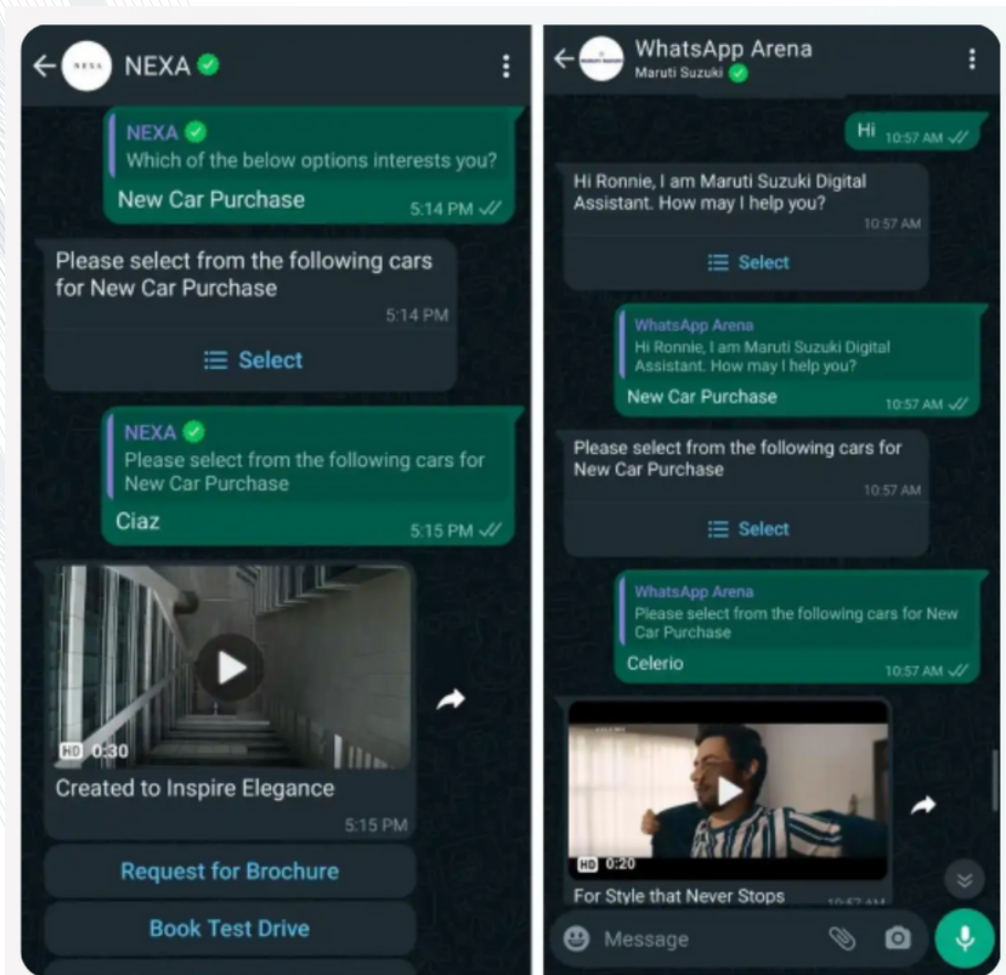 NEXA
NEXA
Which of the below options interests you?
New Car Purchase
5:14 PM
Please select from the following cars
for New Car Purchase
5:14 PM
Select
NEXA
Please select from the following cars for
New Car Purchase
Ciaz
5:15 PM
HD 0:30
Created to Inspire Elegance
5:15 PM
Request for Brochure
Book Test Drive
WhatsApp Arena
Maruti Suzuki
Hi
10:57 AM
Hi Ronnie, I am Maruti Suzuki Digital
Assistant. How may I help you?
10:57 AM
Select
WhatsApp Arena
Hi Ronnie, I am Maruti Suzuki Digital
Assistant. How may I help you?
New Car Purchase
10:57 AM
Please select from the following cars for
New Car Purchase
10:57 AM
Select
WhatsApp Arena
Please select from the following cars for New
Car Purchase
Celerio
10:57 AM
HD 0:20
For Style that Never Stops
10:57 AM
Message